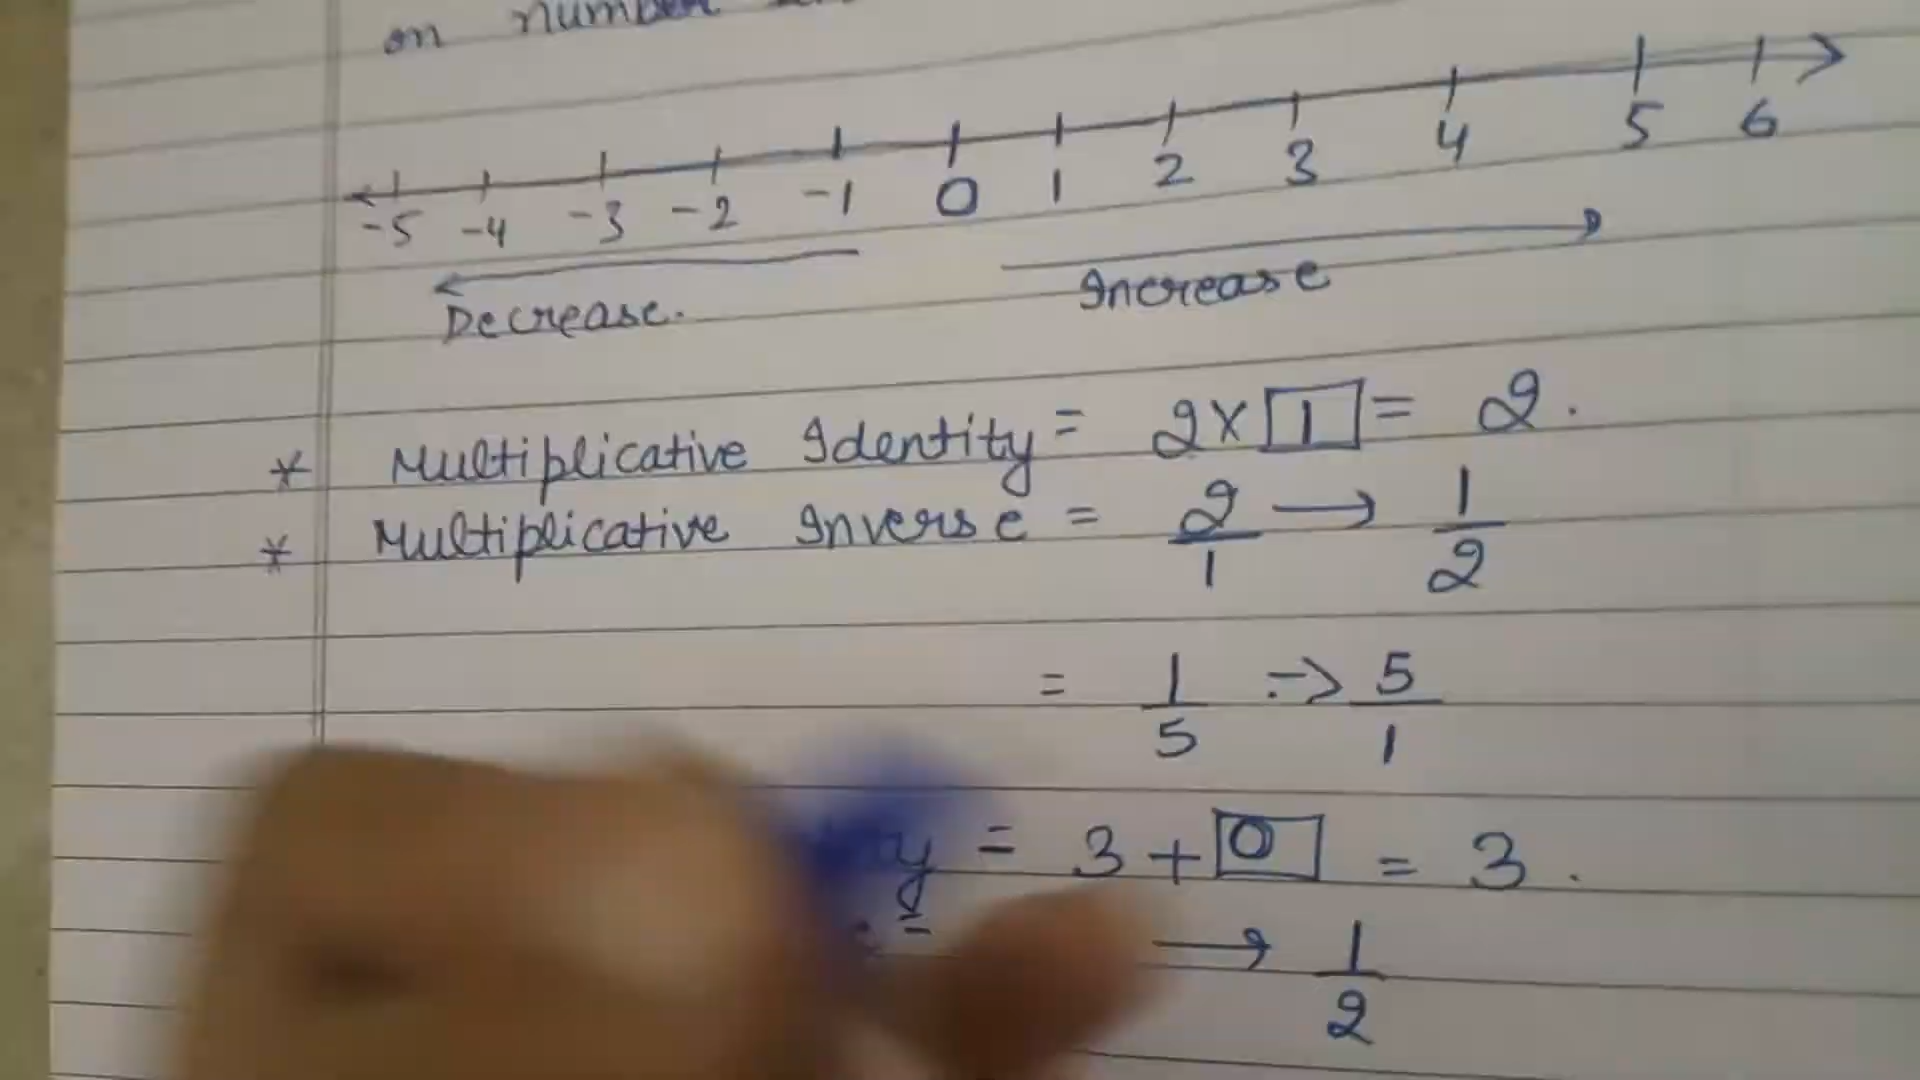 on number
-5 -4 -3 -2 -1 0 1 2 3 4 5 6
Decrease. Increase
* Multiplicative Identity = 2 × 1 = 2.
* Multiplicative Inverse = 2/1 → 1/2
= 1/5 → 5/1
= 3 + 0 = 3.
= → 1/2